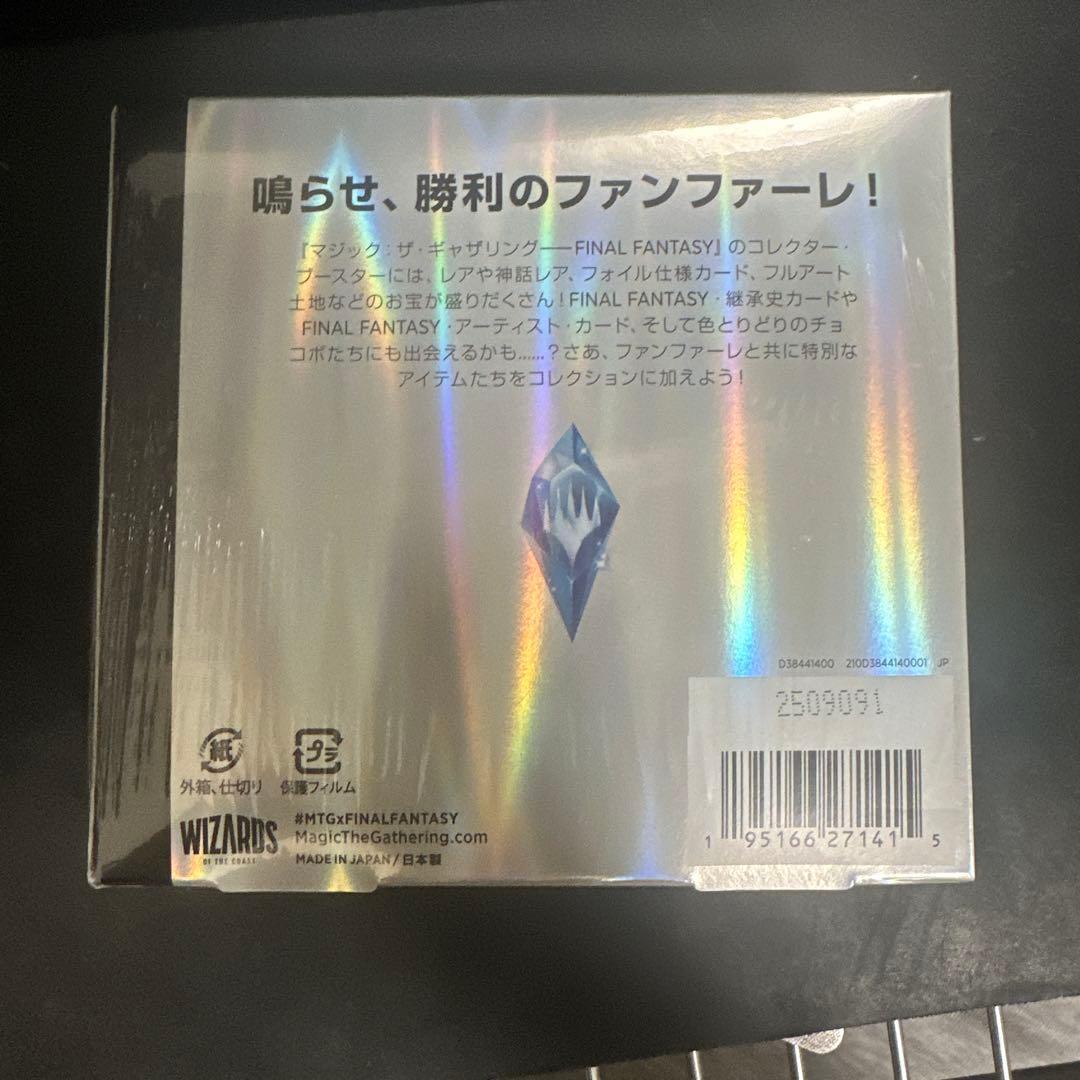 鳴らせ、勝利のファンファーレ！
『マジック：ザ・ギャザリング——FINAL FANTASY』のコレクター・
ブースターには、レアや神話レア、フォイル仕様カード、フルアート
土地などのお宝が盛りだくさん！FINAL FANTASY・継承史カードや
FINAL FANTASY・アーティスト・カード、そして色とりどりのチョ
コボたちにも出会えるかも……？さあ、ファンファーレと共に特別な
アイテムたちをコレクションに加えよう！
D38441400 210D3844140001 JP
2509091
紙
プラ
外箱、仕切り 保護フィルム
WIZARDS
OF THE COAST
#MTGxFINALFANTASY
MagicTheGathering.com
MADE IN JAPAN / 日本製
1 95166 27141 5